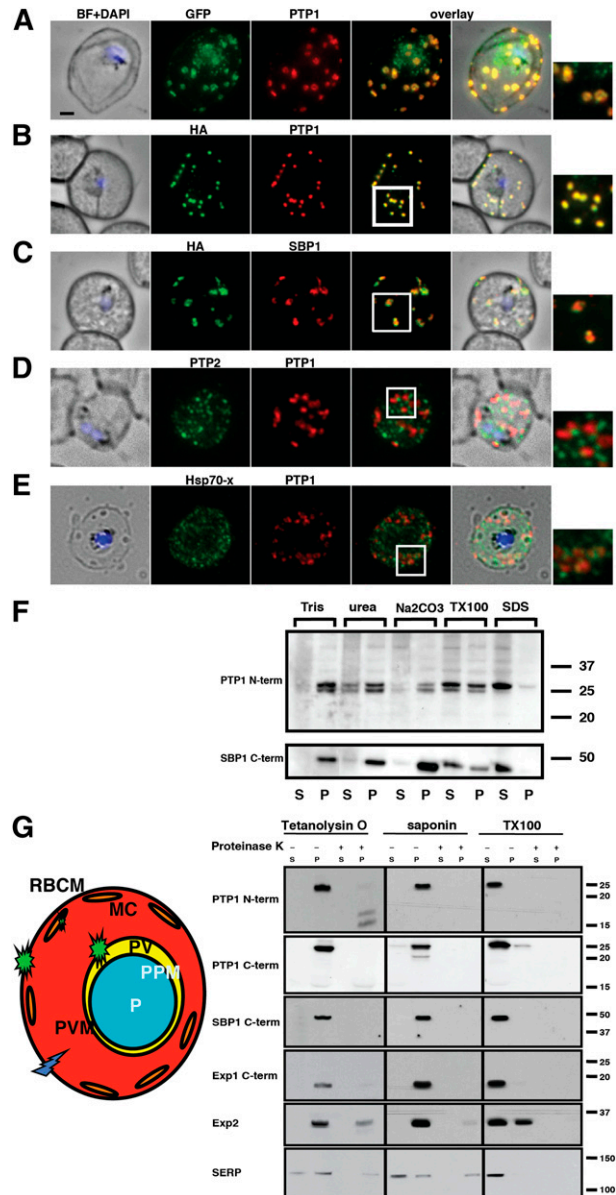 A BF+DAPI GFP PTP1 overlay
B HA PTP1
C HA SBP1
D PTP2 PTP1
E Hsp70-x PTP1
F
Tris urea Na2CO3 TX100 SDS
PTP1 N-term
37
25
20
SBP1 C-term
50
S P S P S P S P S P
G
Tetanolysin O saponin TX100
Proteinase K – – + + – – + + – – + +
S P S P S P S P S P S P
PTP1 N-term
25
15
PTP1 C-term
25
20
15
SBP1 C-term
50
37
Exp1 C-term
25
20
Exp2
37
SERP
150
100
RBCM
MC
PV
PPM
P
PVM